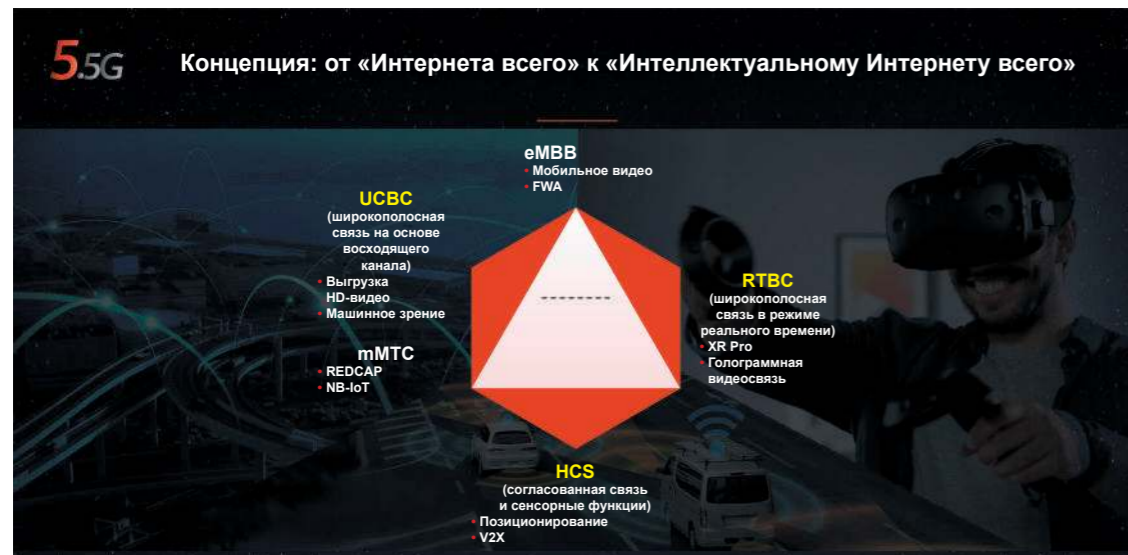 5.5G
Концепция: от «Интернета всего» к «Интеллектуальному Интернету всего»
eMBB
• Мобильное видео
• FWA
UCBC
(широкополосная
связь на основе
восходящего
канала)
• Выгрузка
HD-видео
• Машинное зрение
RTBC
(широкополосная
связь в режиме
реального времени)
• XR Pro
• Голограммная
видеосвязь
mMTC
• REDCAP
• NB-IoT
HCS
(согласованная связь
и сенсорные функции)
• Позиционирование
• V2X